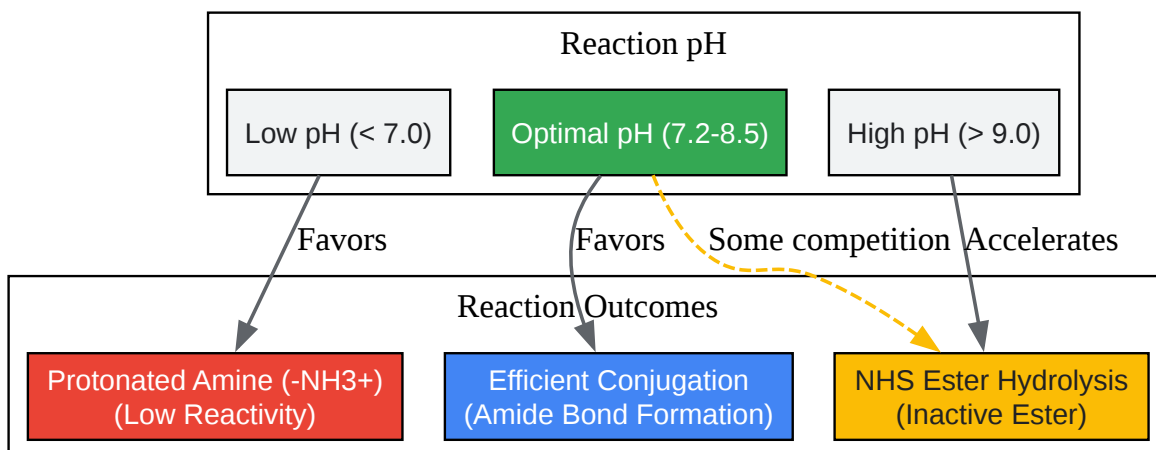 Reaction pH
Low pH (< 7.0)
Optimal pH (7.2-8.5)
High pH (> 9.0)
Favors
Favors
Some competition
Accelerates
Reaction Outcomes
Protonated Amine (-NH3+)
(Low Reactivity)
Efficient Conjugation
(Amide Bond Formation)
NHS Ester Hydrolysis
(Inactive Ester)